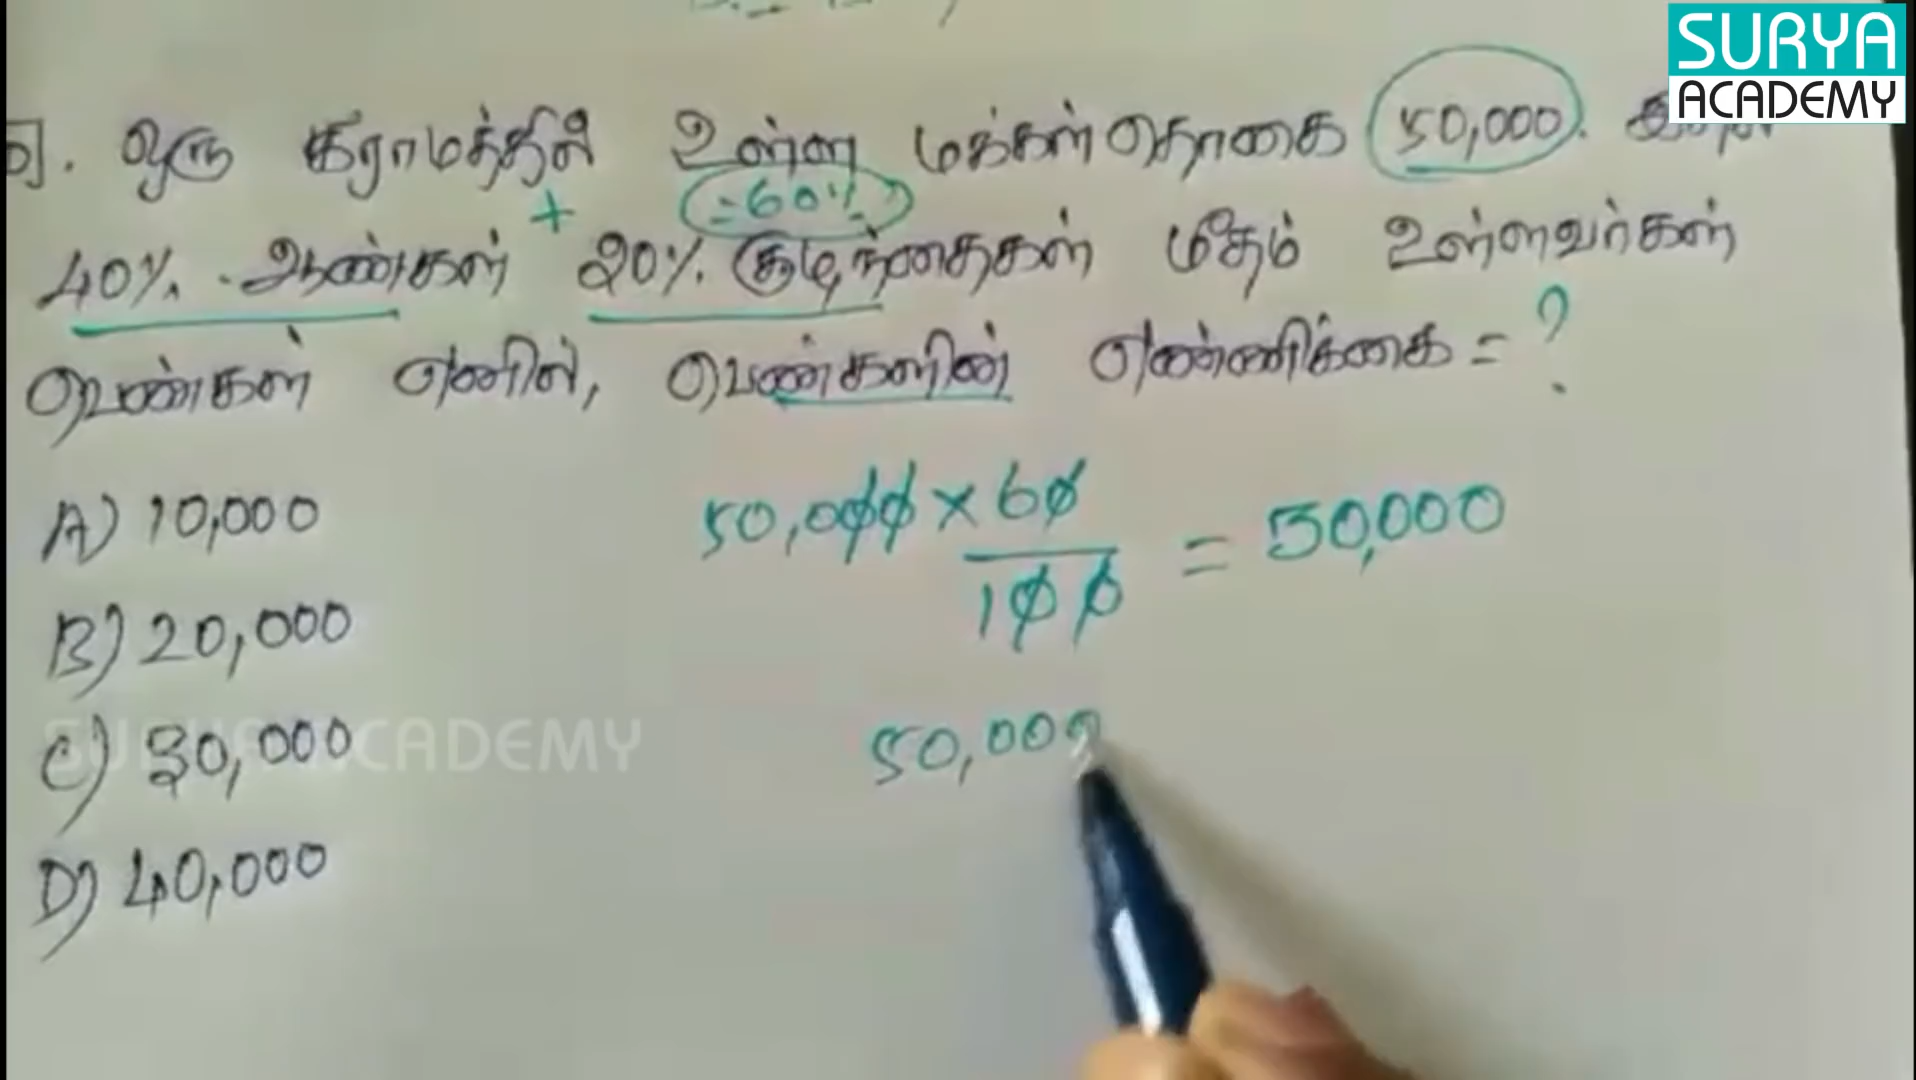 SURYA
ACADEMY
ஒரு கிராமத்தில் உள்ள மக்கள்தொகை 50,000. இதில்
+ =60%
40% ஆண்கள் 20% குழந்தைகள் மீதம் உள்ளவர்கள்
பெண்கள் எனில், பெண்களின் எண்ணிக்கை = ?
A) 10,000
50,000 × 60
100
= 30,000
B) 20,000
C) 30,000
50,000
D) 40,000
SURYA ACADEMY